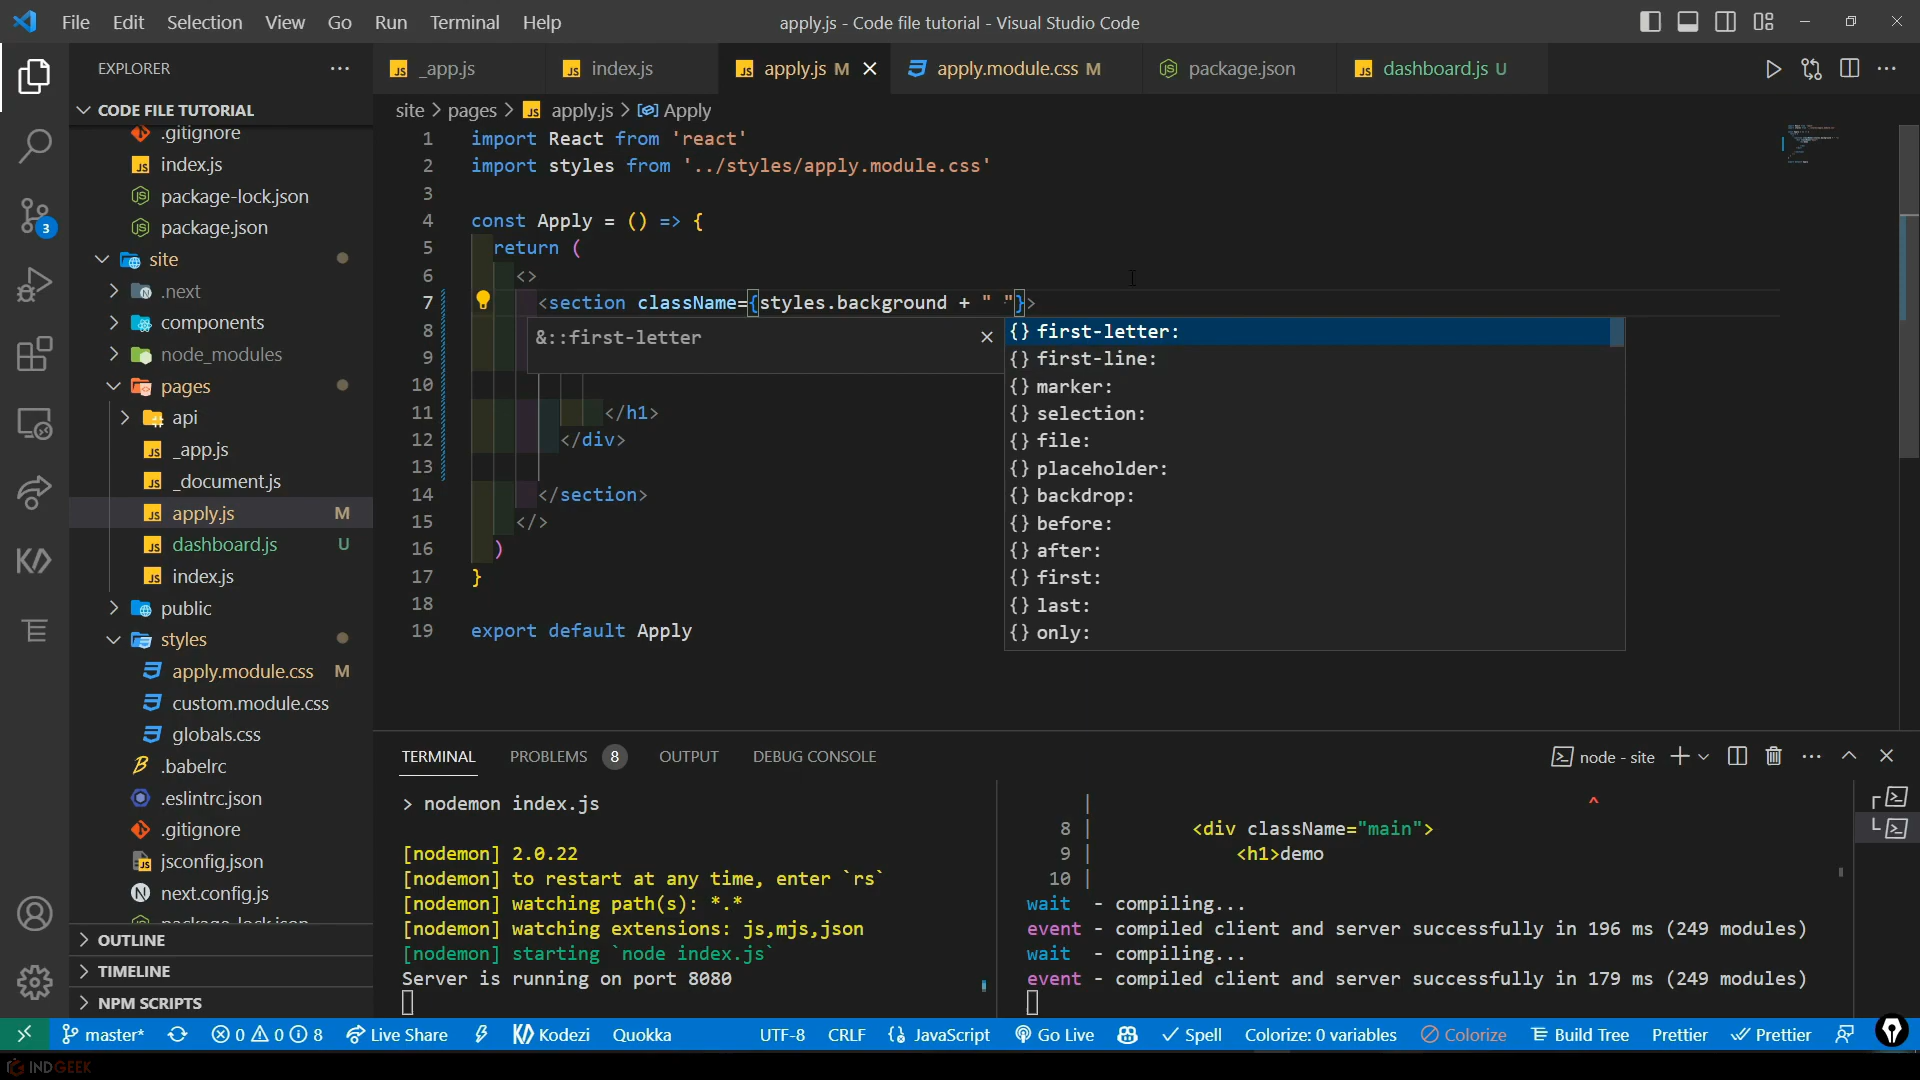 File Edit Selection View Go Run Terminal Help
apply.js - Code file tutorial - Visual Studio Code
EXPLORER
_app.js
index.js
apply.js M
apply.module.css M
package.json
dashboard.js U
CODE FILE TUTORIAL
.gitignore
index.js
package-lock.json
package.json
site
.next
components
node_modules
pages
api
_app.js
_document.js
apply.js M
dashboard.js U
index.js
public
styles
apply.module.css M
custom.module.css
globals.css
.babelrc
.eslintrc.json
.gitignore
jsconfig.json
next.config.js
OUTLINE
TIMELINE
NPM SCRIPTS
3
site > pages > apply.js > Apply
1 import React from 'react'
2 import styles from '../styles/apply.module.css'
3
4 const Apply = () => {
5 return (
6 <>
7 <section className={styles.background + " "}>
8
9
10
11 </h1>
12 </div>
13
14 </section>
15 </>
16 )
17 }
18
19 export default Apply
&::first-letter
{} first-letter:
{} first-line:
{} marker:
{} selection:
{} file:
{} placeholder:
{} backdrop:
{} before:
{} after:
{} first:
{} last:
{} only:
TERMINAL PROBLEMS 8 OUTPUT DEBUG CONSOLE
node - site
> nodemon index.js
[nodemon] 2.0.22
[nodemon] to restart at any time, enter `rs`
[nodemon] watching path(s): *.*
[nodemon] watching extensions: js,mjs,json
[nodemon] starting `node index.js`
Server is running on port 8080
| ^
8 | <div className="main">
9 | <h1>demo
10 |
wait - compiling...
event - compiled client and server successfully in 196 ms (249 modules)
wait - compiling...
event - compiled client and server successfully in 179 ms (249 modules)
master* 0 0 8 Live Share Kodezi Quokka UTF-8 CRLF {} JavaScript Go Live Spell Colorize: 0 variables Colorize Build Tree Prettier Prettier
INDGEEK